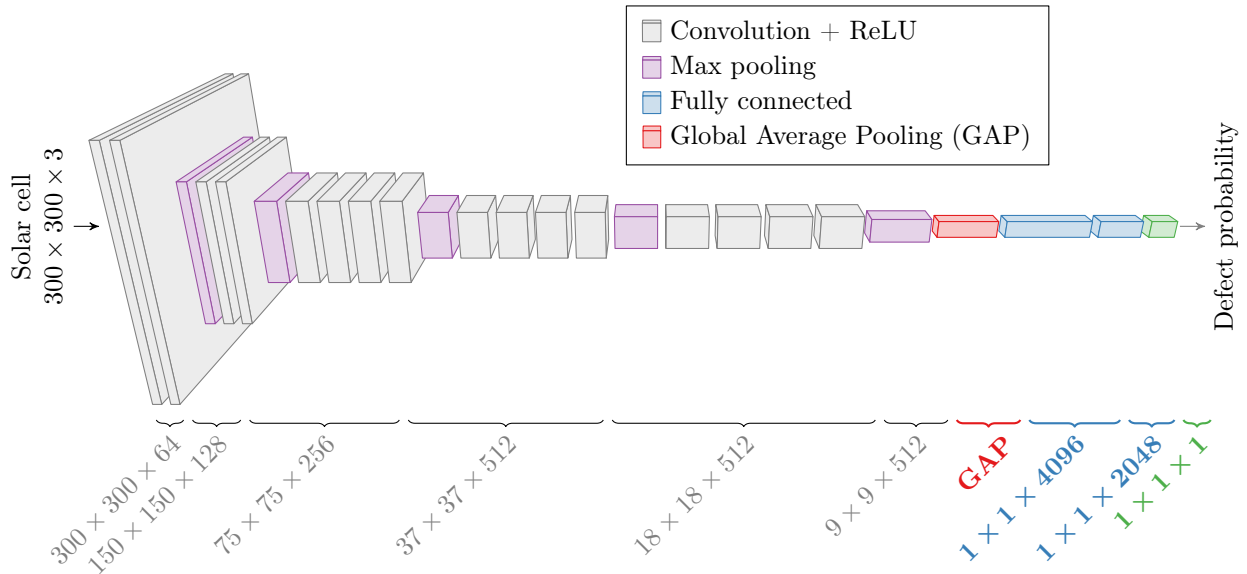 Convolution + ReLU
Max pooling
Fully connected
Global Average Pooling (GAP)
Solar cell
300 × 300 × 3
Defect probability
300 × 300 × 64
150 × 150 × 128
75 × 75 × 256
37 × 37 × 512
18 × 18 × 512
9 × 9 × 512
GAP
1 × 1 × 4096
1 × 1 × 2048
1 × 1 × 1